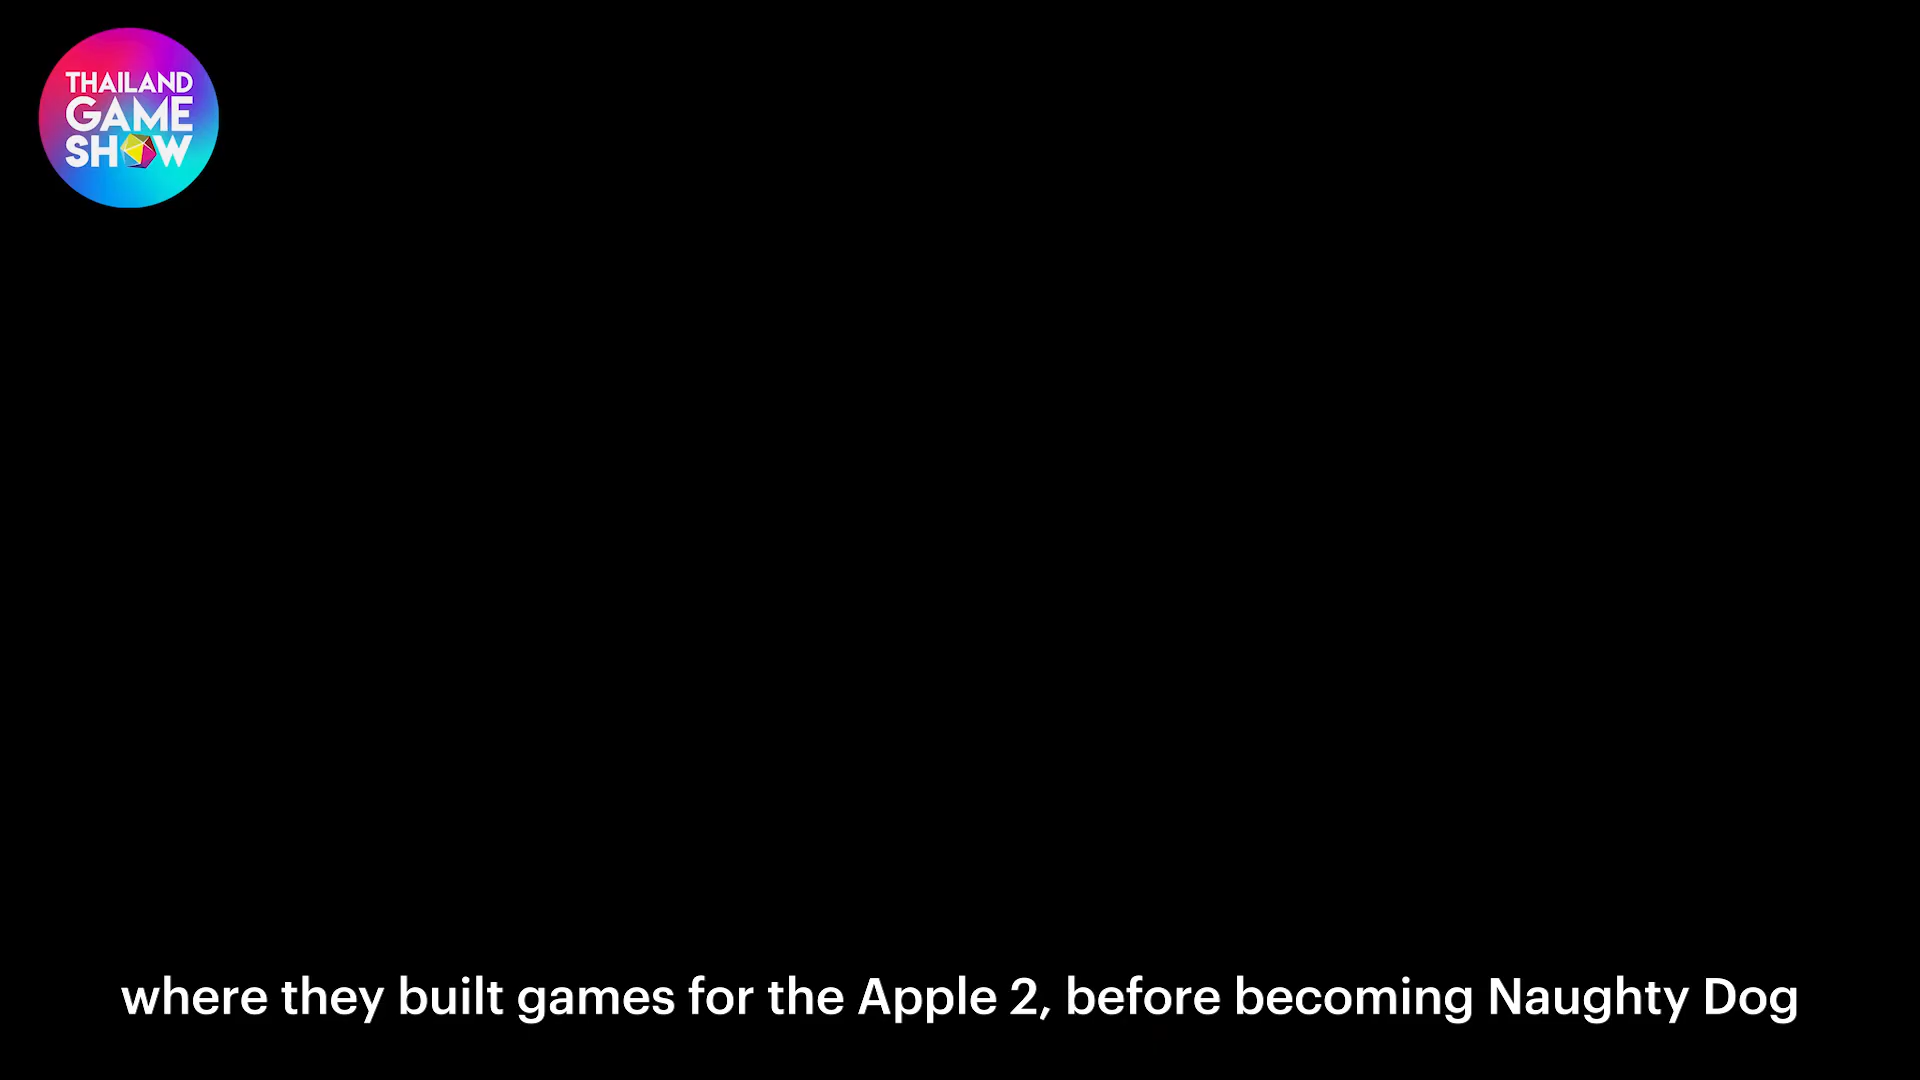 THAILAND
GAME
SHOW
where they built games for the Apple 2, before becoming Naughty Dog